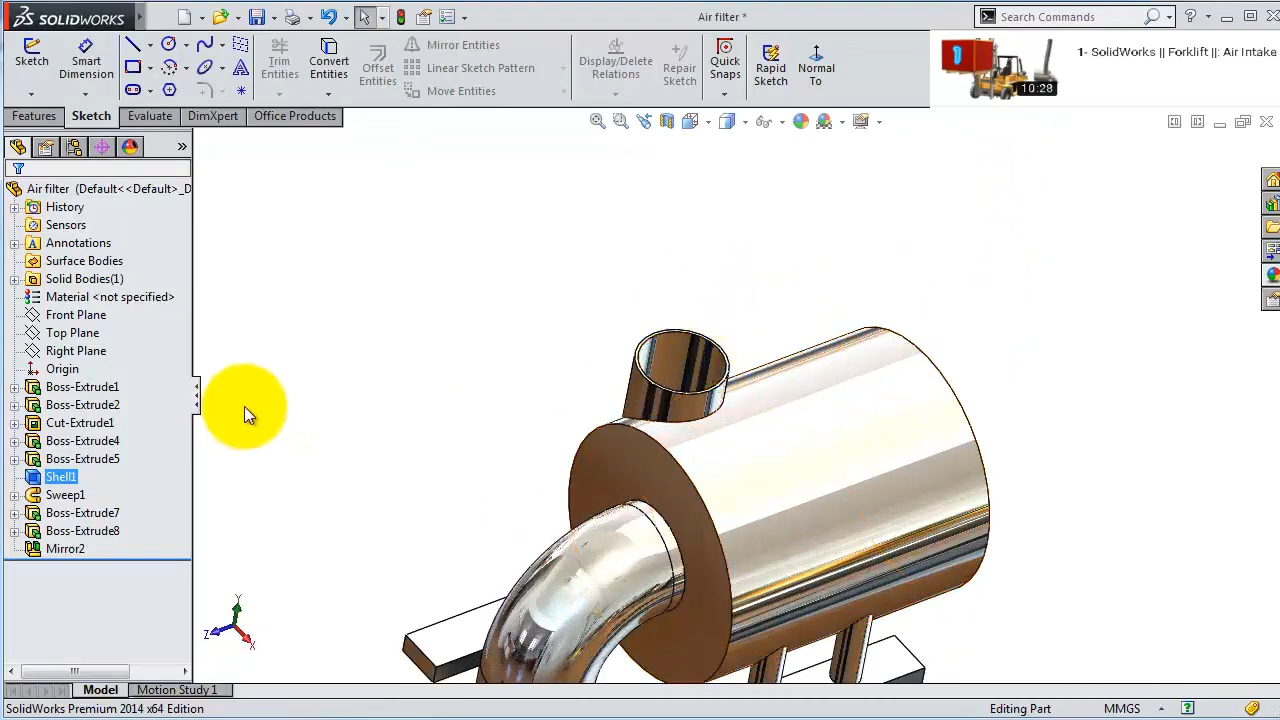 SOLIDWORKS
Air filter *
Search Commands
Sketch
Smart Dimension
Trim Entities
Convert Entities
Offset Entities
Mirror Entities
Linear Sketch Pattern
Move Entities
Display/Delete Relations
Repair Sketch
Quick Snaps
Rapid Sketch
Normal To
10:28
1- SolidWorks || Forklift ||: Air Intake
Features
Sketch
Evaluate
DimXpert
Office Products
Air filter (Default<<Default>_D
History
Sensors
Annotations
Surface Bodies
Solid Bodies(1)
Material <not specified>
Front Plane
Top Plane
Right Plane
Origin
Boss-Extrude1
Boss-Extrude2
Cut-Extrude1
Boss-Extrude4
Boss-Extrude5
Shell1
Sweep1
Boss-Extrude7
Boss-Extrude8
Mirror2
Y
Z
X
Model
Motion Study 1
SolidWorks Premium 2014 x64 Edition
Editing Part
MMGS